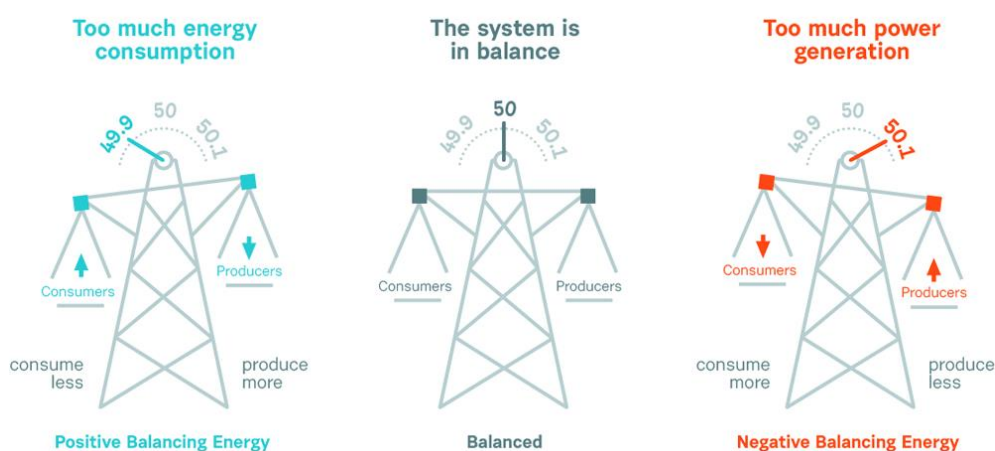 Too much energy
consumption
49.9
50
50.1
Consumers
Producers
consume
less
produce
more
Positive Balancing Energy
The system is
in balance
49.9
50
50.1
Consumers
Producers
Balanced
Too much power
generation
49.9
50
50.1
Consumers
Producers
consume
more
produce
less
Negative Balancing Energy